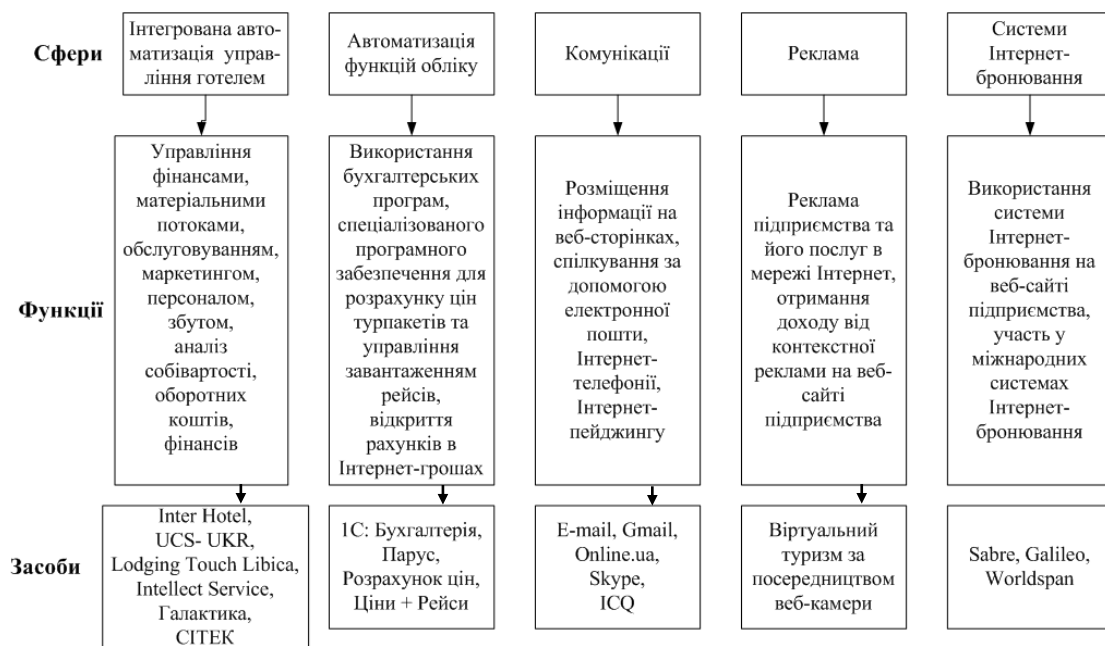 Сфери
Інтегрована авто-
матизація управ-
ління готелем
Автоматизація
функцій обліку
Комунікації
Реклама
Системи
Інтернет-
бронювання
Функції
Управління
фінансами,
матеріальними
потоками,
обслуговуванням,
маркетингом,
персоналом,
збутом,
аналіз
собівартості,
оборотних
коштів,
фінансів
Використання
бухгалтерських
програм,
спеціалізованого
програмного
забезпечення для
розрахунку цін
турпакетів та
управління
завантаженням
рейсів,
відкриття
рахунків в
Інтернет-грошах
Розміщення
інформації на
веб-сторінках,
спілкування за
допомогою
електронної
пошти,
Інтернет-
телефонії,
Інтернет-
пейджингу
Реклама
підприємства та
його послуг в
мережі Інтернет,
отримання
доходу від
контекстної
реклами на веб-
сайті
підприємства
Використання
системи
Інтернет-
бронювання на
веб-сайті
підприємства,
участь у
міжнародних
системах
Інтернет-
бронювання
Засоби
Inter Hotel,
UCS- UKR,
Lodging Touch Libica,
Intellect Service,
Галактика,
СІТЕК
1С: Бухгалтерія,
Парус,
Розрахунок цін,
Ціни + Рейси
E-mail, Gmail,
Online.ua,
Skype,
ICQ
Віртуальний
туризм за
посередництвом
веб-камери
Sabre, Galileo,
Worldspan